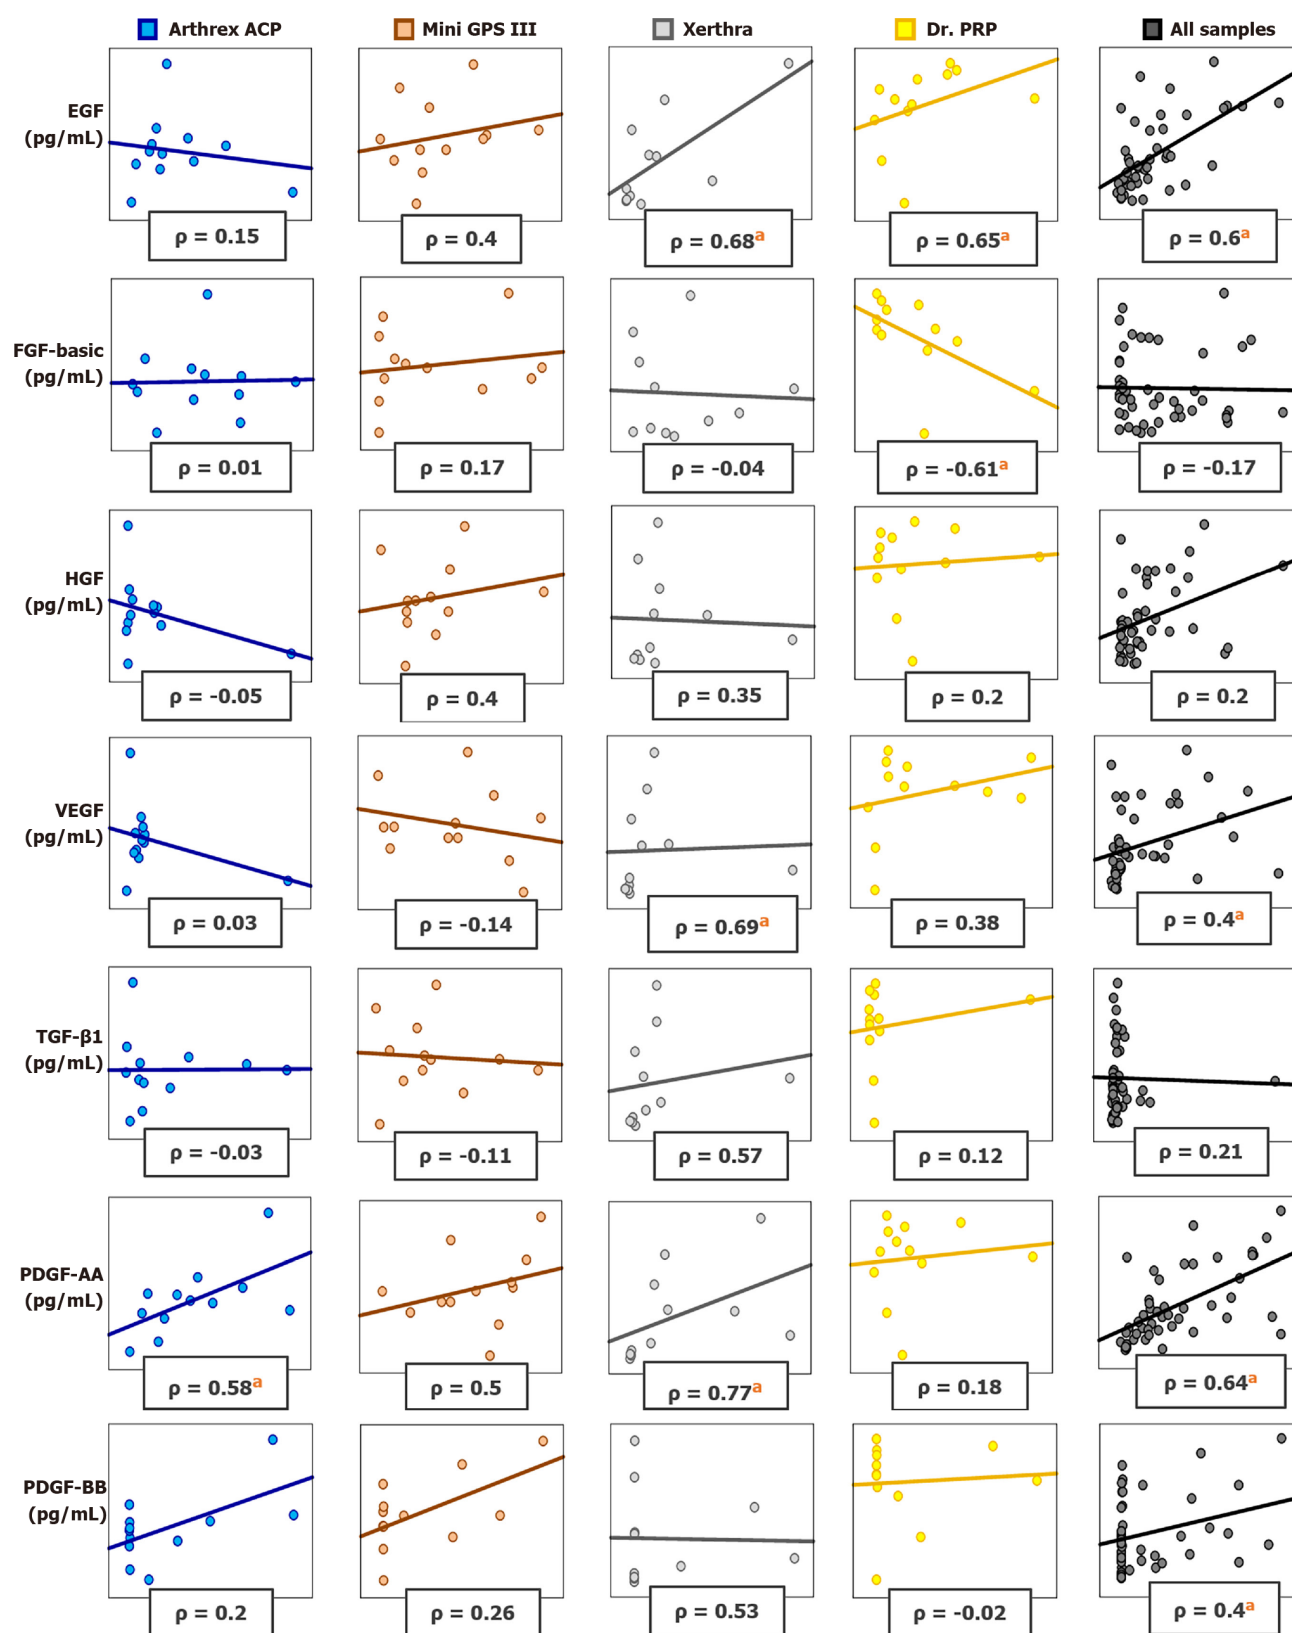 Arthrex ACP Mini GPS III Xerthra Dr. PRP All samples
EGF
(pg/mL)
ρ = 0.15 ρ = 0.4 ρ = 0.68a ρ = 0.65a ρ = 0.6a
FGF-basic
(pg/mL)
ρ = 0.01 ρ = 0.17 ρ = -0.04 ρ = -0.61a ρ = -0.17
HGF
(pg/mL)
ρ = -0.05 ρ = 0.4 ρ = 0.35 ρ = 0.2 ρ = 0.2
VEGF
(pg/mL)
ρ = 0.03 ρ = -0.14 ρ = 0.69a ρ = 0.38 ρ = 0.4a
TGF-β1
(pg/mL)
ρ = -0.03 ρ = -0.11 ρ = 0.57 ρ = 0.12 ρ = 0.21
PDGF-AA
(pg/mL)
ρ = 0.58a ρ = 0.5 ρ = 0.77a ρ = 0.18 ρ = 0.64a
PDGF-BB
(pg/mL)
ρ = 0.2 ρ = 0.26 ρ = 0.53 ρ = -0.02 ρ = 0.4a